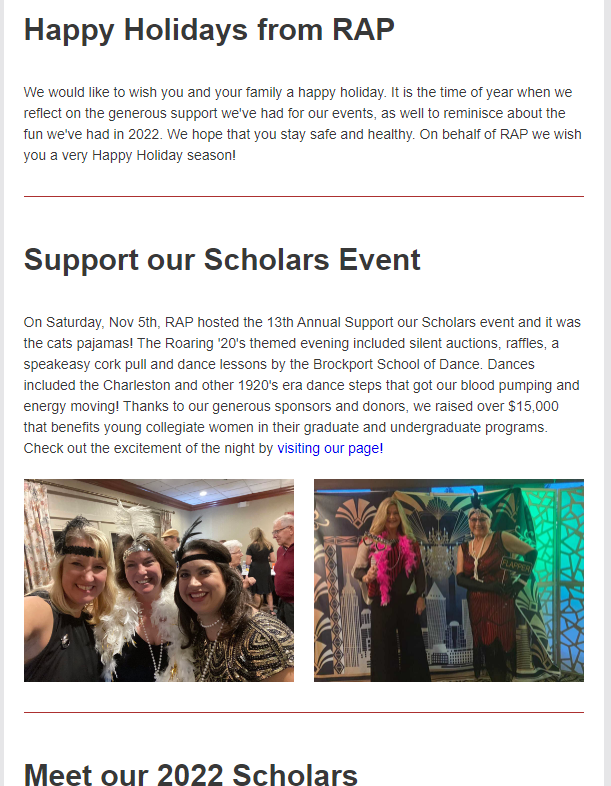 Happy Holidays from RAP
We would like to wish you and your family a happy holiday. It is the time of year when we
reflect on the generous support we've had for our events, as well to reminisce about the
fun we've had in 2022. We hope that you stay safe and healthy. On behalf of RAP we wish
you a very Happy Holiday season!
Support our Scholars Event
On Saturday, Nov 5th, RAP hosted the 13th Annual Support our Scholars event and it was
the cats pajamas! The Roaring '20's themed evening included silent auctions, raffles, a
speakeasy cork pull and dance lessons by the Brockport School of Dance. Dances
included the Charleston and other 1920's era dance steps that got our blood pumping and
energy moving! Thanks to our generous sponsors and donors, we raised over $15,000
that benefits young collegiate women in their graduate and undergraduate programs.
Check out the excitement of the night by visiting our page!
FLAPPER
Meet our 2022 Scholars